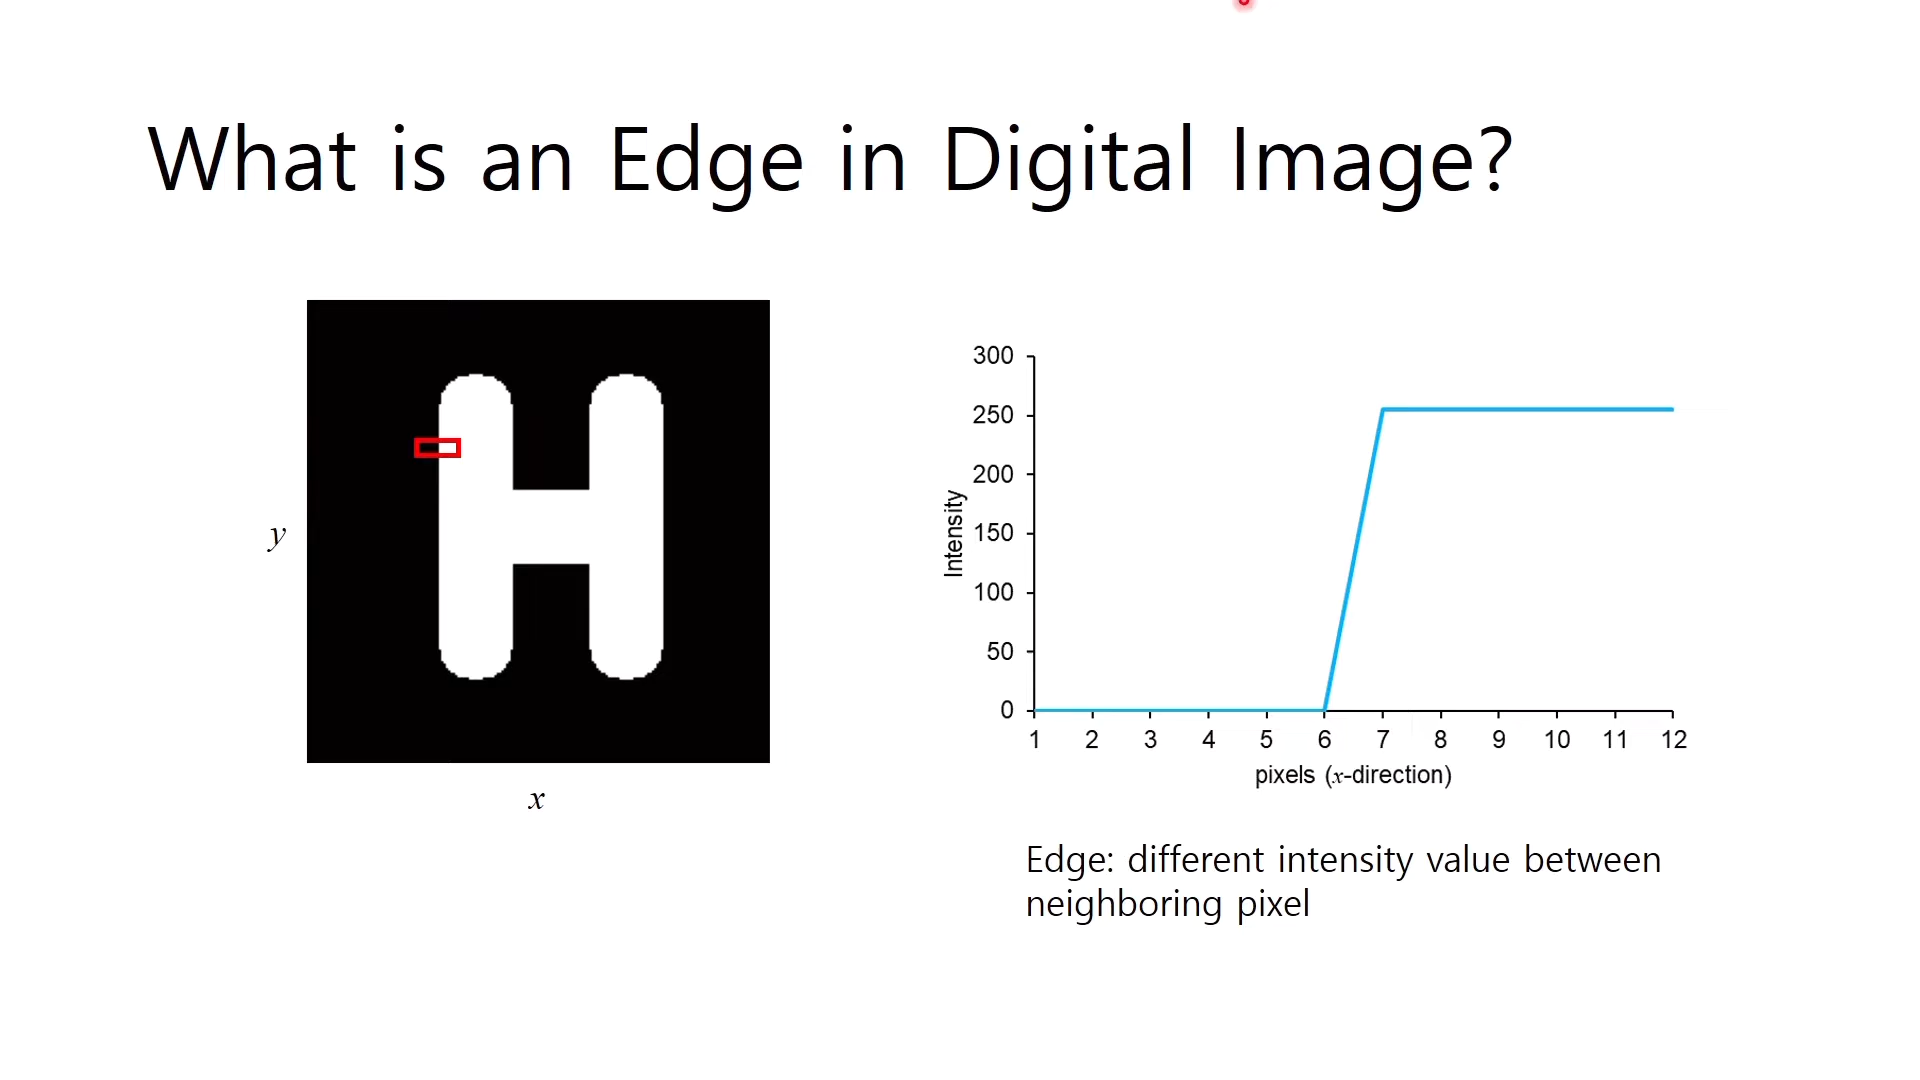 What is an Edge in Digital Image?
H
y
x
300
250
200
150
100
50
0
Intensity
1 2 3 4 5 6 7 8 9 10 11 12
pixels (x-direction)
Edge: different intensity value between
neighboring pixel